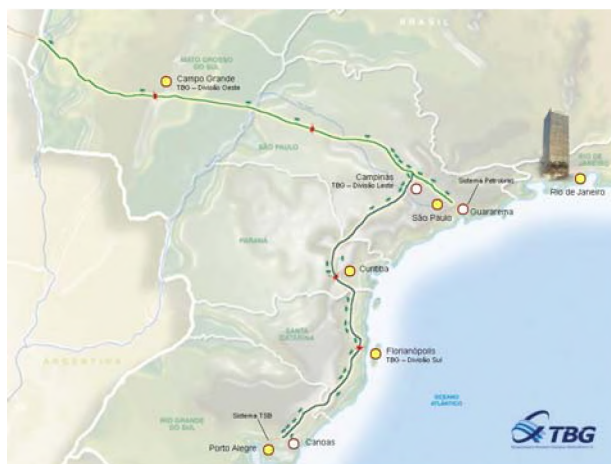 BRASIL
MATO GROSSO
DO SUL
Campo Grande
TBG – Divisão Oeste
SÃO PAULO
Campinas
TBG – Divisão Leste
Sistema Petrobras
RIO DE
JANEIRO
Rio de Janeiro
São Paulo
Guararema
PARANÁ
Curitiba
SANTA
CATARINA
Florianópolis
TBG – Divisão Sul
ARGENTINA
OCEANO
ATLÂNTICO
RIO GRANDE
DO SUL
Sistema TSB
Porto Alegre
Canoas
TBG